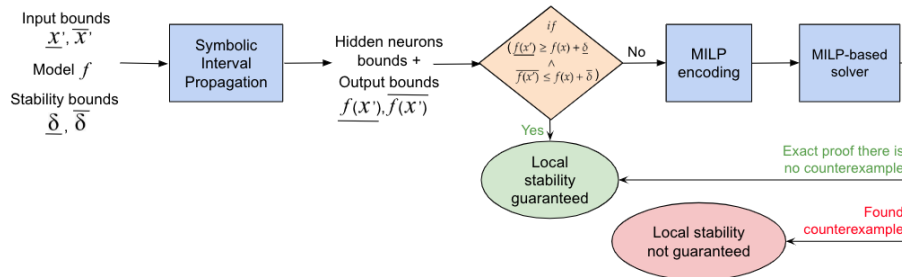 Input bounds
x', x̅'
Model f
Stability bounds
δ, δ̅
Symbolic
Interval
Propagation
Hidden neurons
bounds +
Output bounds
f(x'), f(x')
if
(f(x') ≥ f(x) + δ
∧
f(x') ≤ f(x) + δ̅)
No
Yes
MILP
encoding
MILP-based
solver
Local
stability
guaranteed
Exact proof there is
no counterexample
Local stability
not guaranteed
Found
counterexample